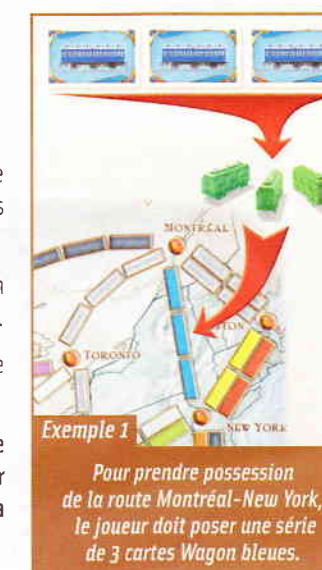 MONTRÉAL
TON
TORONTO
NEW YORK
Exemple 1
Pour prendre possession
de la route Montréal-New York,
le joueur doit poser une série
de 3 cartes Wagon bleues.